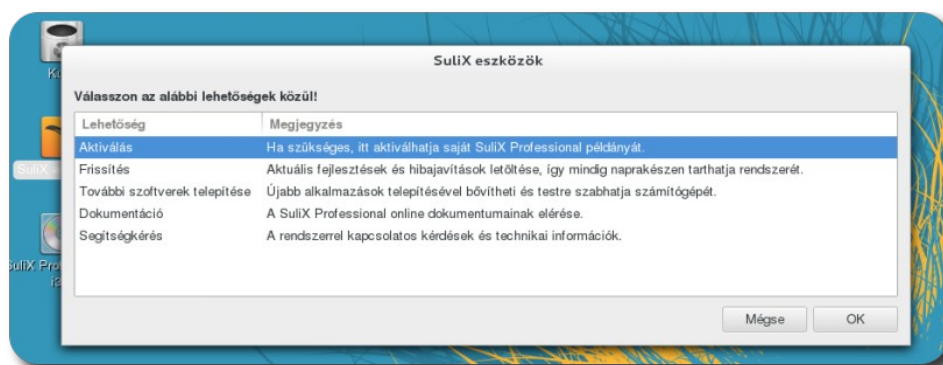 SuliX eszközök
Válasszon az alábbi lehetőségek közül!
Lehetőség Megjegyzés
Aktiválás Ha szükséges, itt aktiválhatja saját SuliX Professional példányát.
Frissítés Aktuális fejlesztések és hibajavítások letöltése, így mindig naprakészen tarthatja rendszerét.
További szoftverek telepítése Újabb alkalmazások telepítésével bővítheti és testre szabhatja számítógépét.
Dokumentáció A SuliX Professional online dokumentumainak elérése.
Segítségkérés A rendszerrel kapcsolatos kérdések és technikai információk.
SuliX
Mégse OK